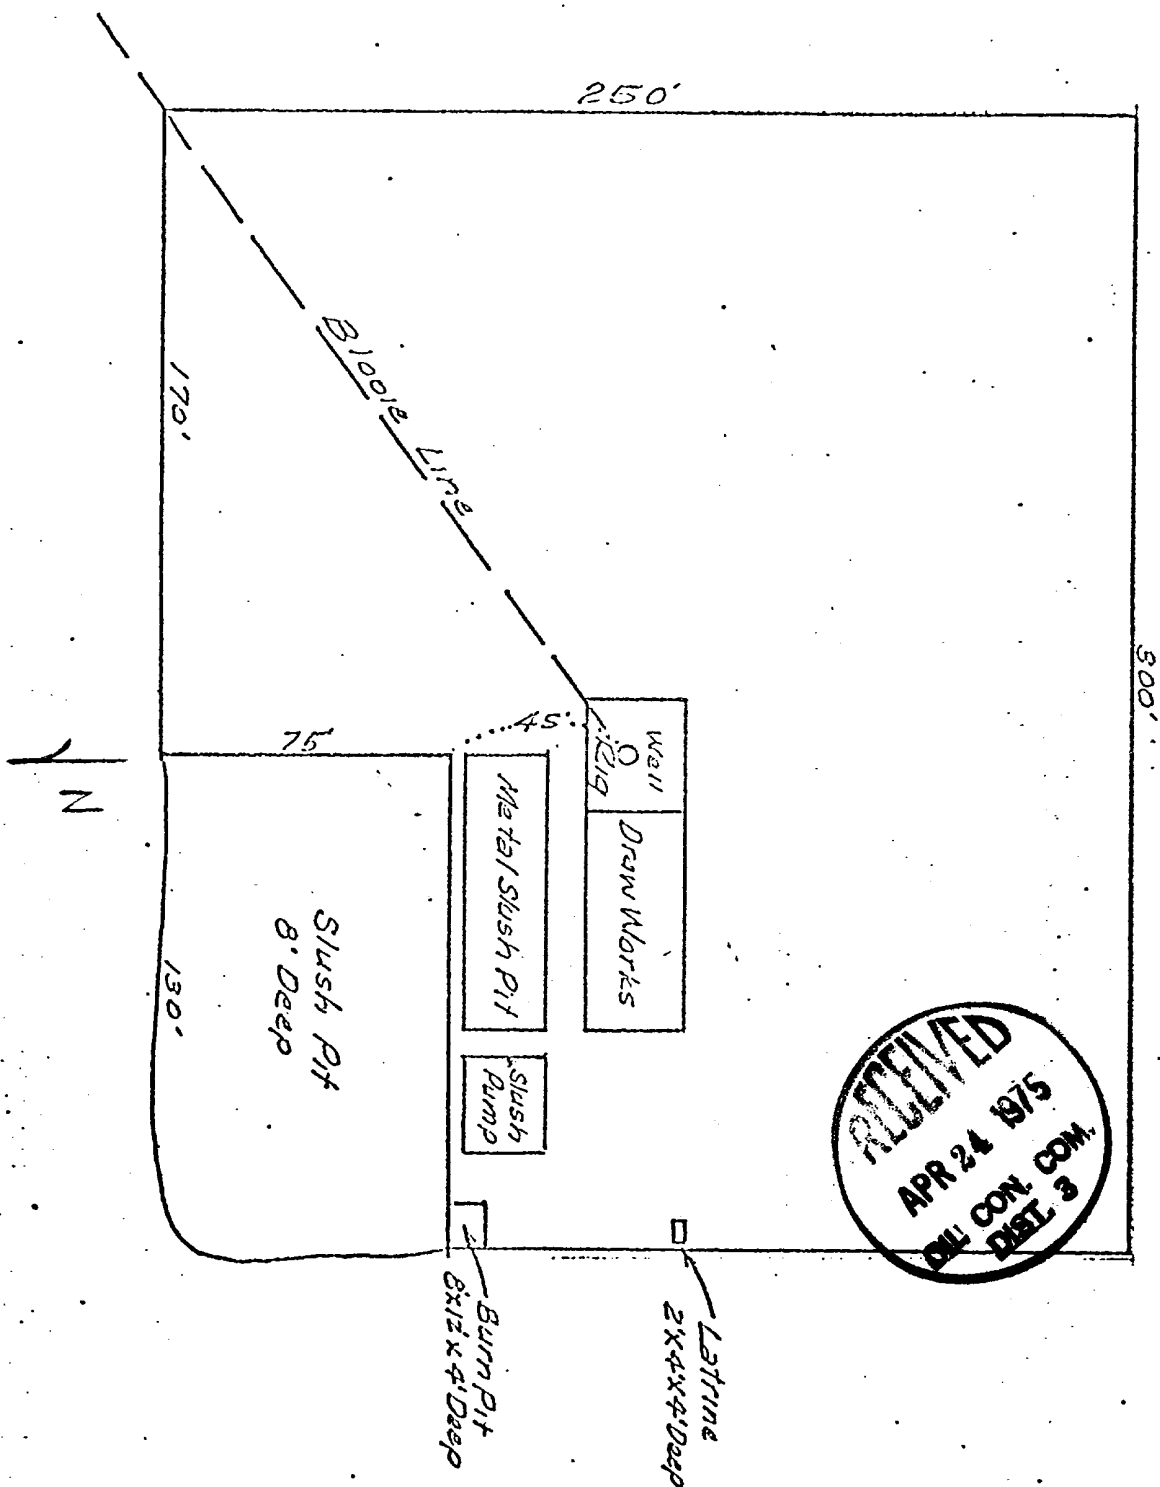 250'
300'
170'
Blooie Line
45'
75'
Well
Rig
Draw Works
Metal Slush Pit
Slush
Pump
Slush Pit
8' Deep
130'
N
Burn Pit
8'x12'x4' Deep
Latrine
2'x4'x4' Deep
RECEIVED
APR 24 1975
OIL CON. COM.
DIST. 3